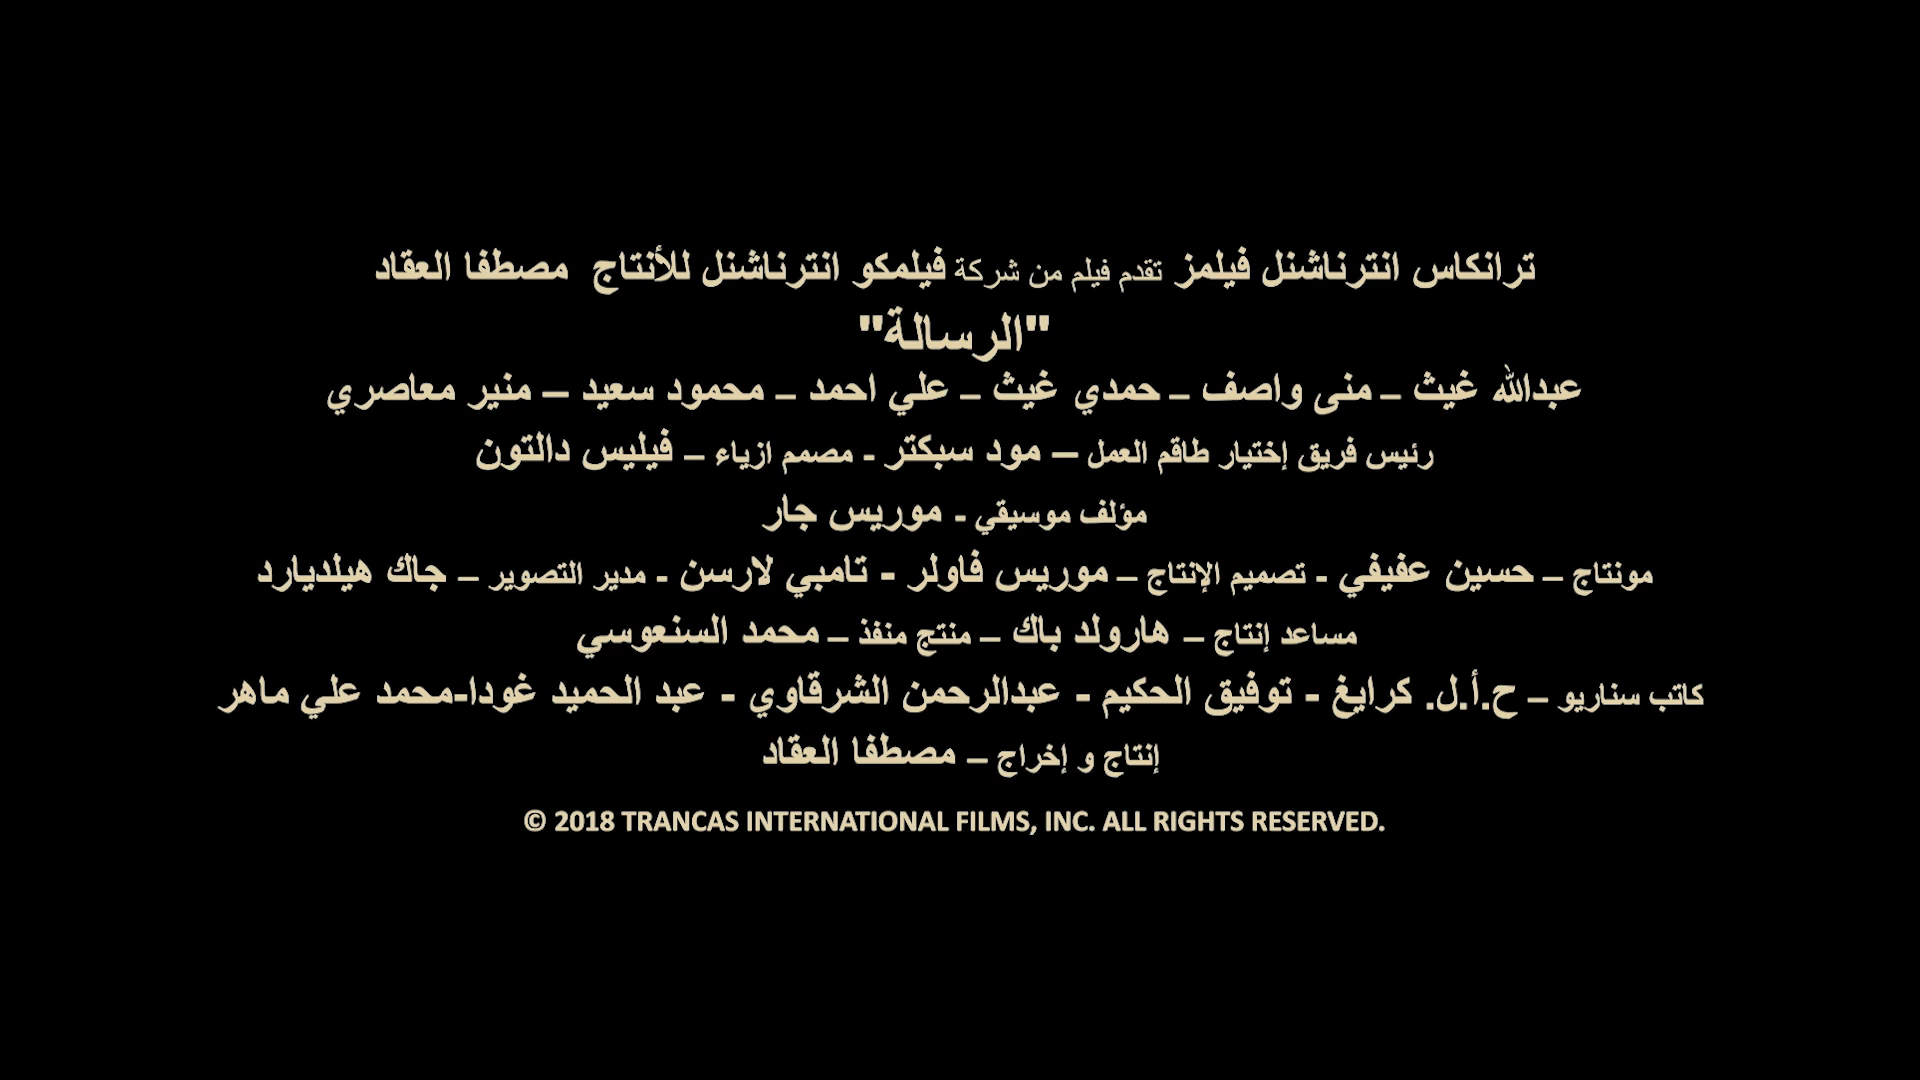 ترانكاس انترناشنل فيلمز تقدم فيلم من شركة فيلمكو انترناشنل للأنتاج مصطفا العقاد
"الرسالة"
عبدالله غيث – منى واصف – حمدي غيث – علي احمد – محمود سعيد – منير معاصري
رئيس فريق إختيار طاقم العمل – مود سبكتر - مصمم ازياء – فيليس دالتون
مؤلف موسيقي - موريس جار
مونتاج – حسين عفيفي - تصميم الإنتاج – موريس فاولر - تامبي لارسن - مدير التصوير – جاك هيلديارد
مساعد إنتاج – هارولد باك – منتج منفذ – محمد السنعوسي
كاتب سناريو – ح.أ.ل. كرايغ - توفيق الحكيم - عبدالرحمن الشرقاوي - عبد الحميد غودا-محمد علي ماهر
إنتاج و إخراج – مصطفا العقاد
© 2018 TRANCAS INTERNATIONAL FILMS, INC. ALL RIGHTS RESERVED.